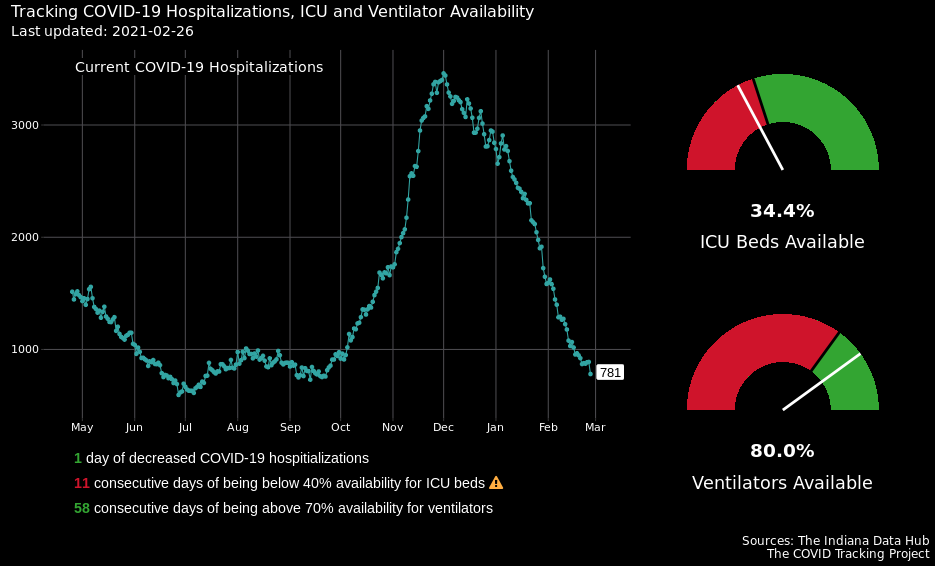 Tracking COVID-19 Hospitalizations, ICU and Ventilator Availability
Last updated: 2021-02-26
Current COVID-19 Hospitalizations
3000
2000
1000
781
May Jun Jul Aug Sep Oct Nov Dec Jan Feb Mar
34.4%
ICU Beds Available
80.0%
Ventilators Available
1 day of decreased COVID-19 hospitializations
11 consecutive days of being below 40% availability for ICU beds ⚠
58 consecutive days of being above 70% availability for ventilators
Sources: The Indiana Data Hub
The COVID Tracking Project